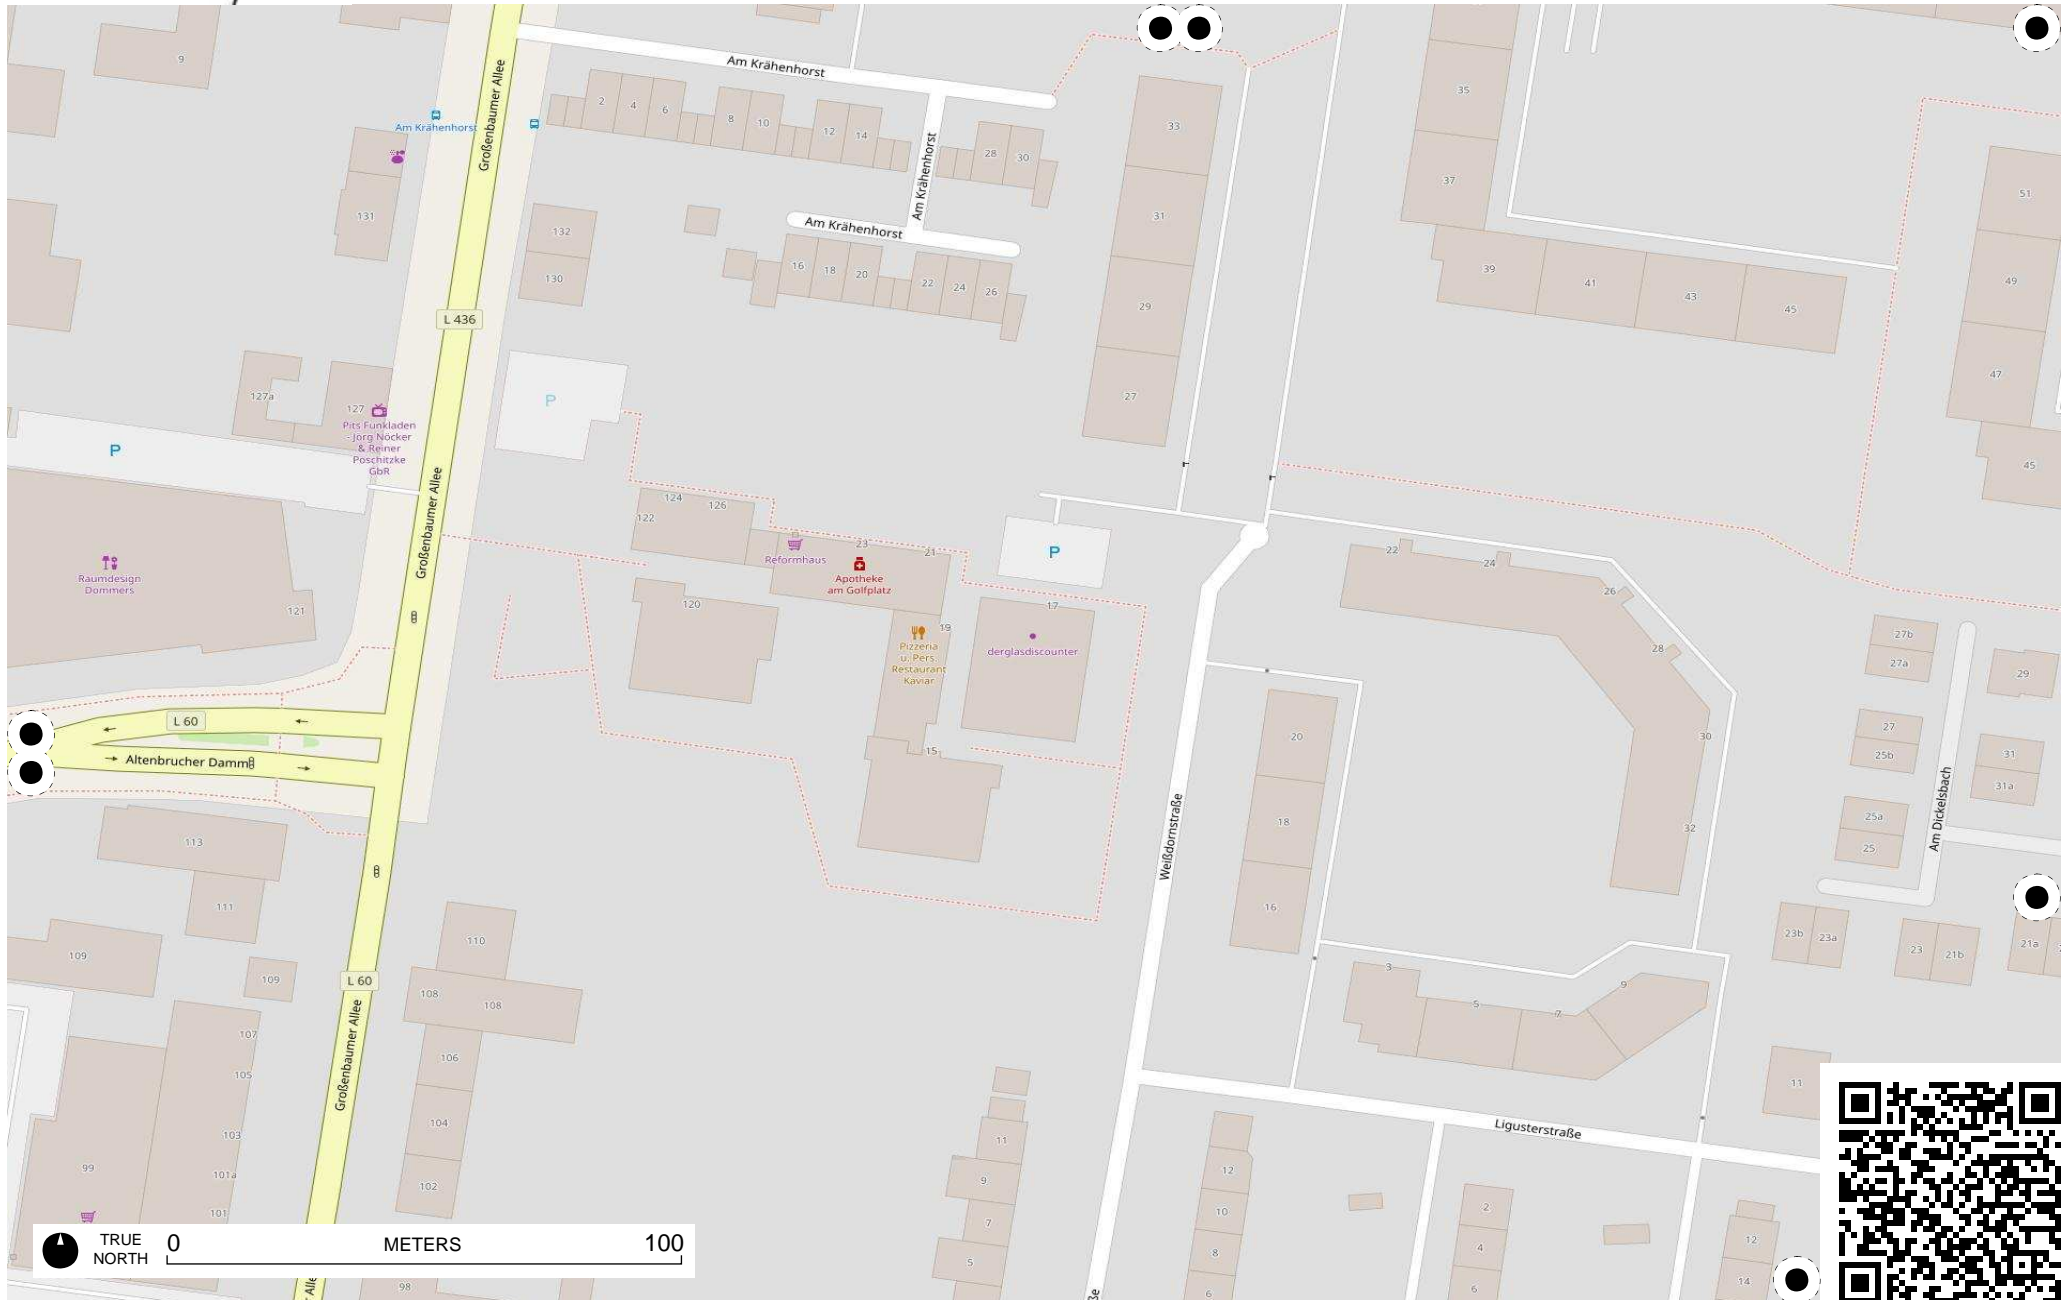 9
Am Krähenhorst
Großenbaumer Allee
Am Krähenhorst
2
4
6
8
10
12
14
28
30
Am Krähenhorst
33
35
37
51
131
132
130
Am Krähenhorst
16
18
20
22
24
26
31
29
27
39
41
43
45
49
47
45
L 436
127a
127
Pits Funkladen
- Jörg Nöcker
& Reiner
Poschitzke
GbR
P
P
Großenbaumer Allee
124
126
122
23
21
Reformhaus
Apotheke
am Golfplatz
P
Raumdesign
Dommers
121
120
19
17
Pizzeria
u. Pers.
Restaurant
Kaviar
derglasdiscounter
15
22
24
26
28
30
32
27b
27a
29
27
25b
31
31a
25a
25
Am Dickelsbach
L 60
Altenbrucher Damm
113
111
109
109
20
18
16
Weißdornstraße
23b
23a
23
21b
21a
110
108
108
106
104
102
L 60
Großenbaumer Allee
107
105
103
101a
101
99
3
5
7
9
11
Ligusterstraße
11
9
7
5
12
10
8
6
2
4
6
12
14
98
TRUE
NORTH
0
METERS
100